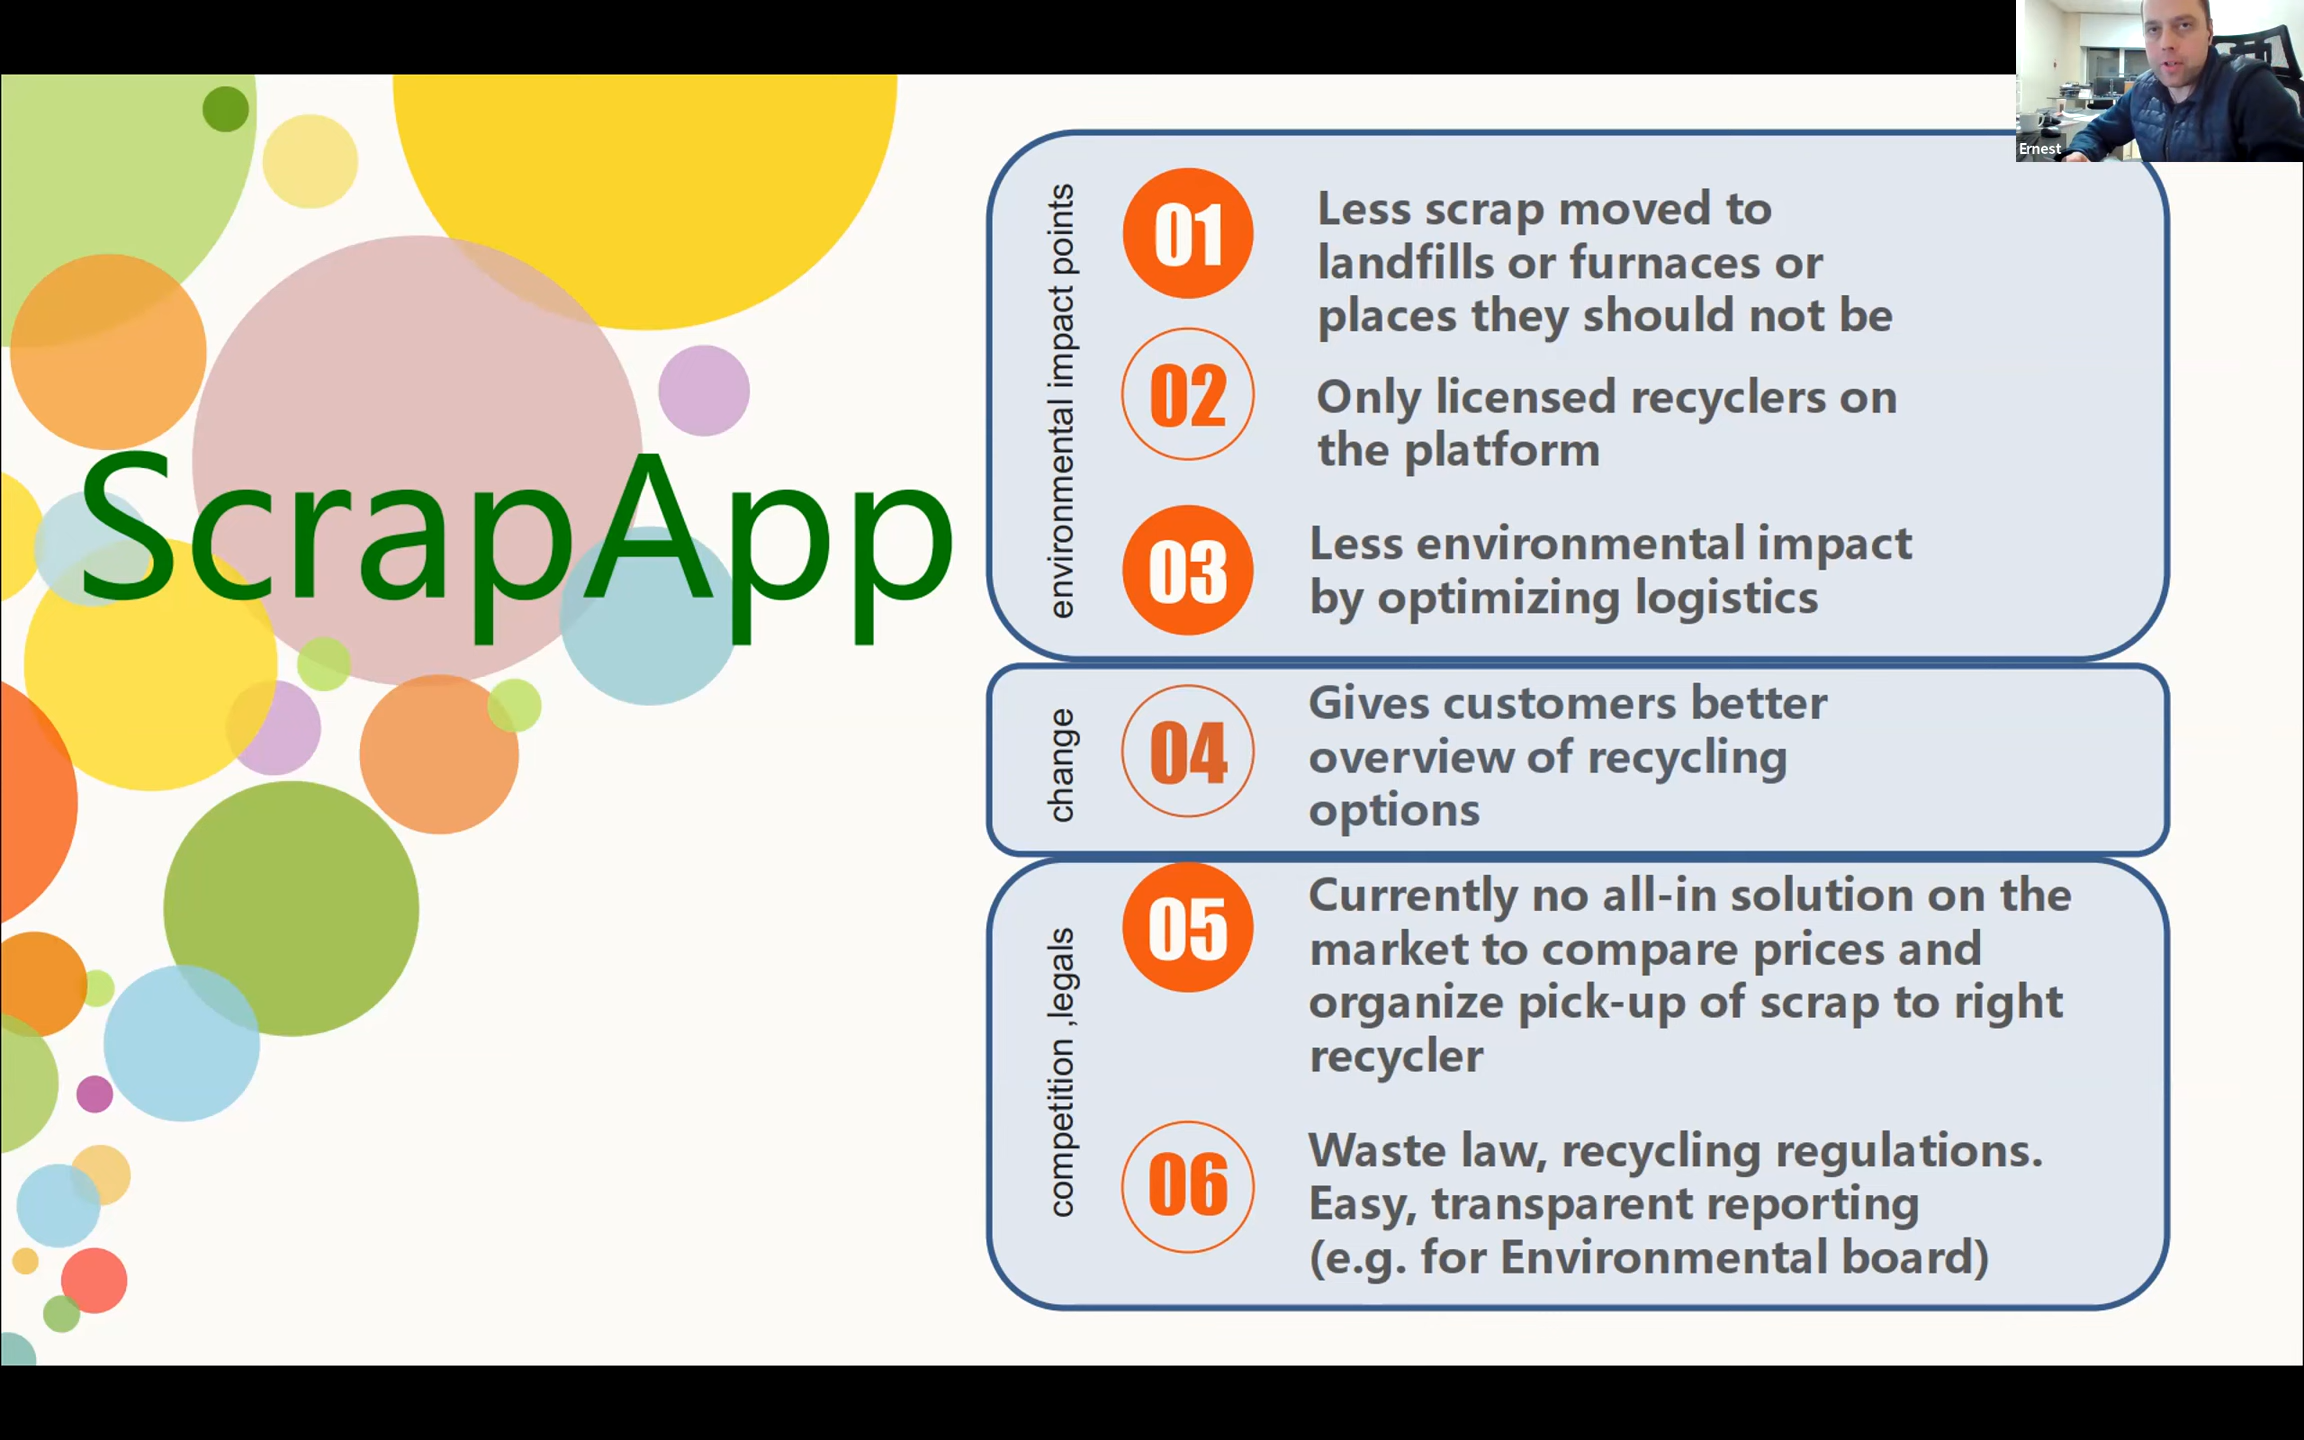 Ernest
ScrapApp
environmental impact points
01
Less scrap moved to
landfills or furnaces or
places they should not be
02
Only licensed recyclers on
the platform
03
Less environmental impact
by optimizing logistics
change
04
Gives customers better
overview of recycling
options
competition ,legals
05
Currently no all-in solution on the
market to compare prices and
organize pick-up of scrap to right
recycler
06
Waste law, recycling regulations.
Easy, transparent reporting
(e.g. for Environmental board)